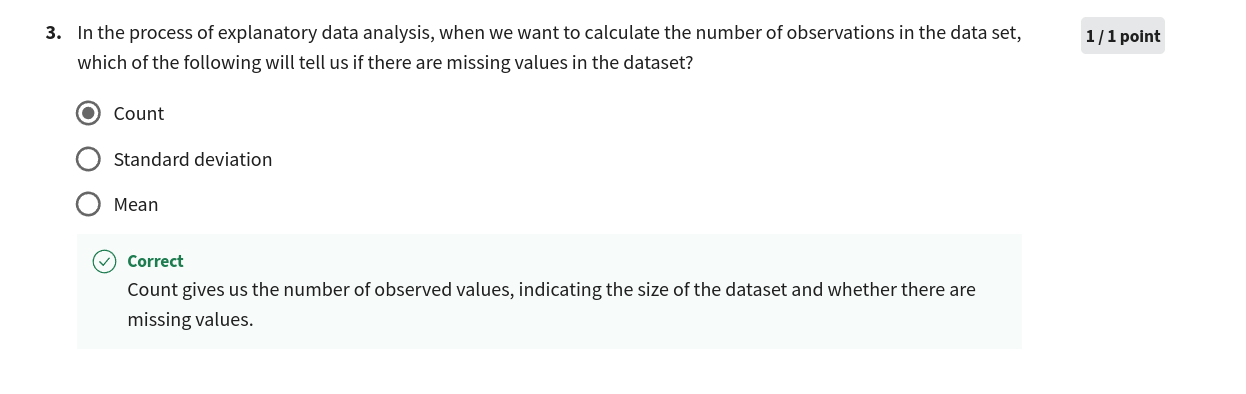 3. In the process of explanatory data analysis, when we want to calculate the number of observations in the data set, 1 / 1 point
which of the following will tell us if there are missing values in the dataset?
Count
Standard deviation
Mean
Correct
Count gives us the number of observed values, indicating the size of the dataset and whether there are
missing values.